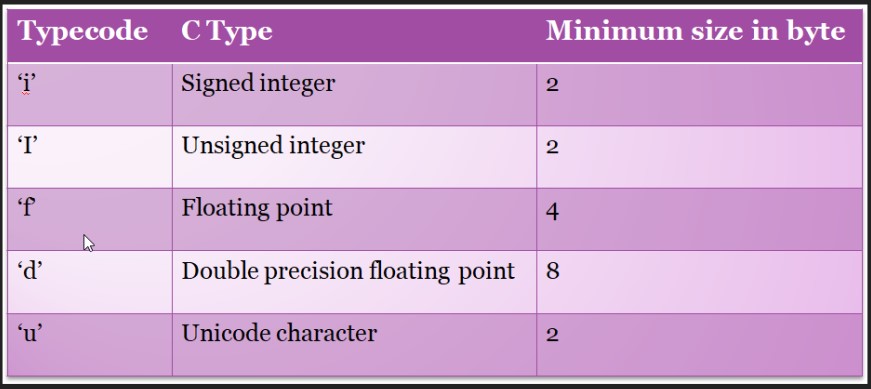 Typecode C Type Minimum size in byte
‘i’ Signed integer 2
‘I’ Unsigned integer 2
‘f’ Floating point 4
‘d’ Double precision floating point 8
‘u’ Unicode character 2